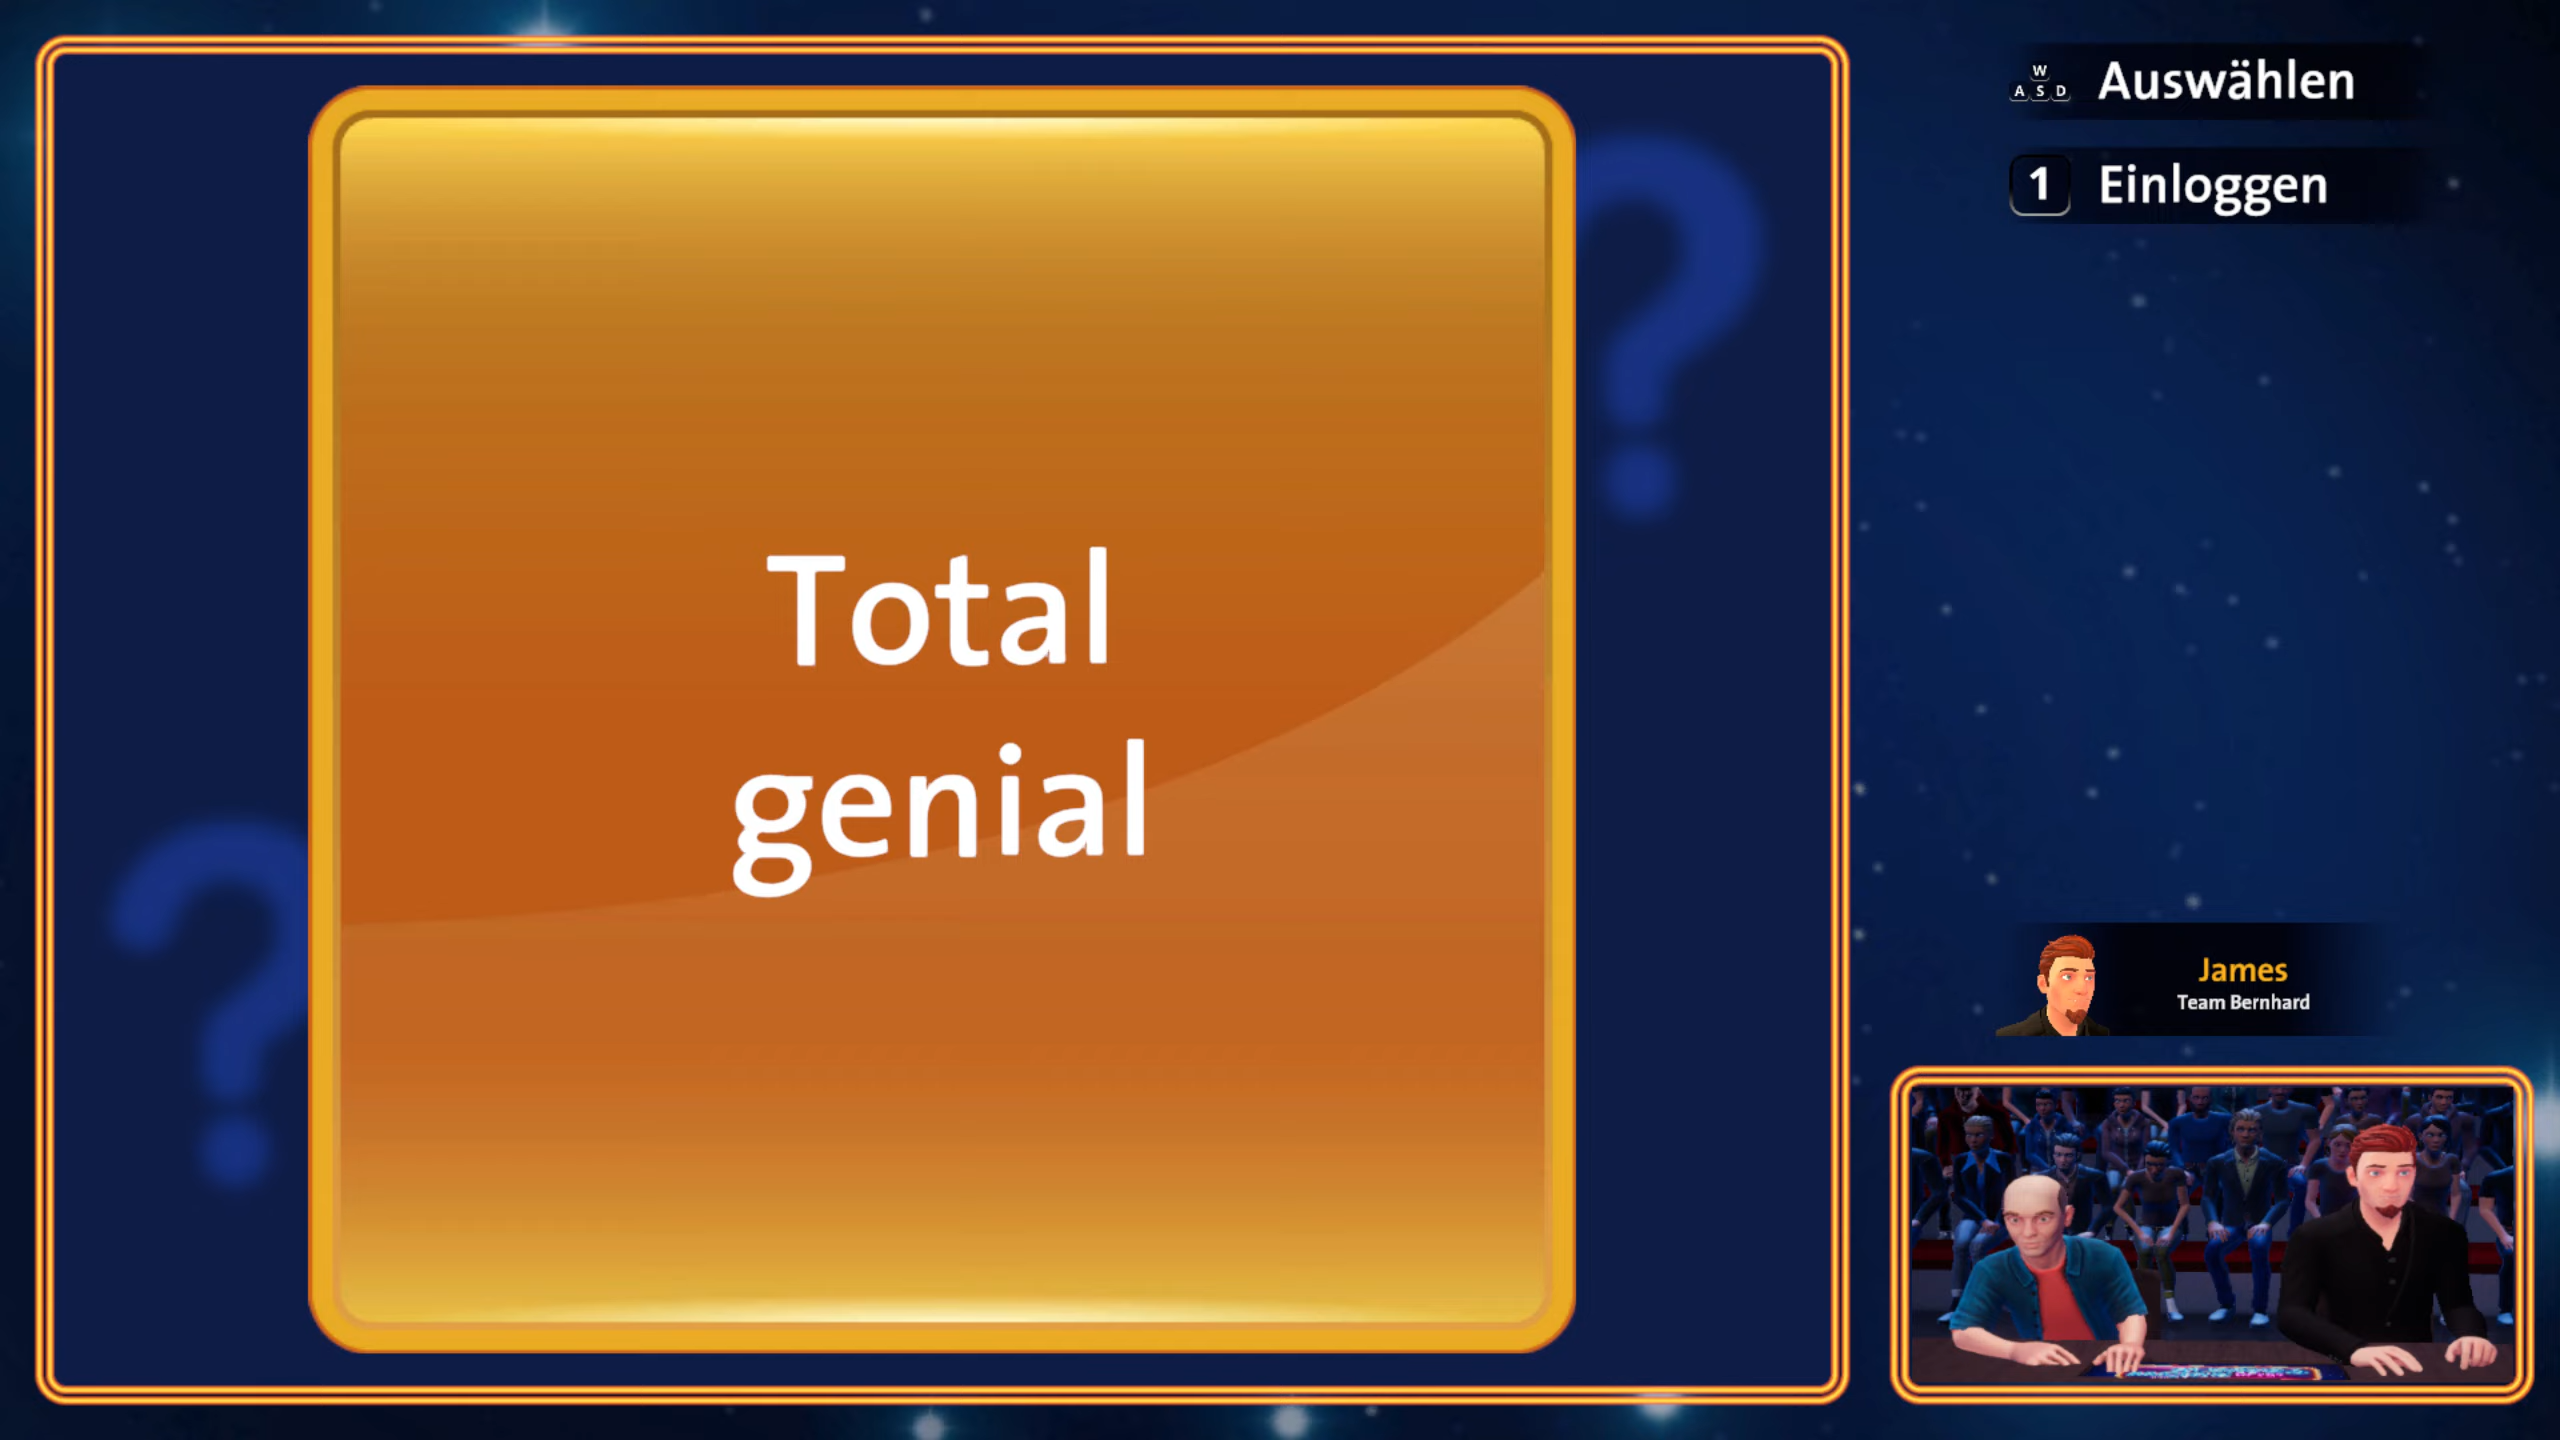 Total
genial
W
A S D
Auswählen
1 Einloggen
James
Team Bernhard